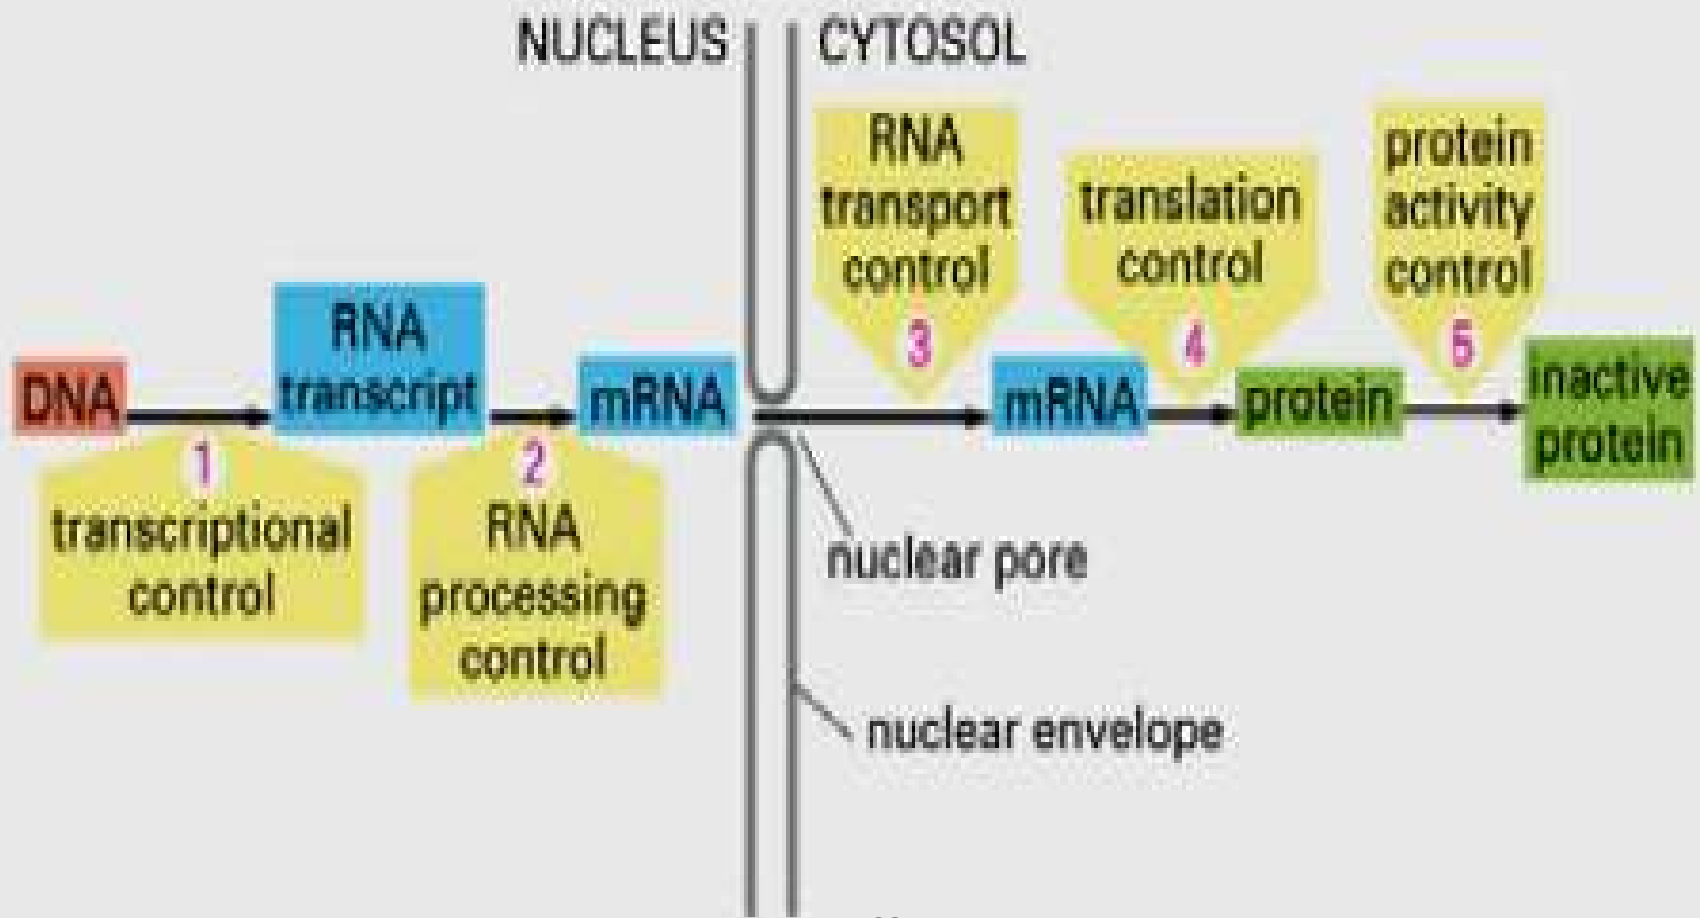 NUCLEUS
CYTOSOL
RNA
transport
control
3
translation
control
4
protein
activity
control
5
DNA
RNA
transcript
mRNA
mRNA
protein
inactive
protein
1
transcriptional
control
2
RNA
processing
control
nuclear pore
nuclear envelope